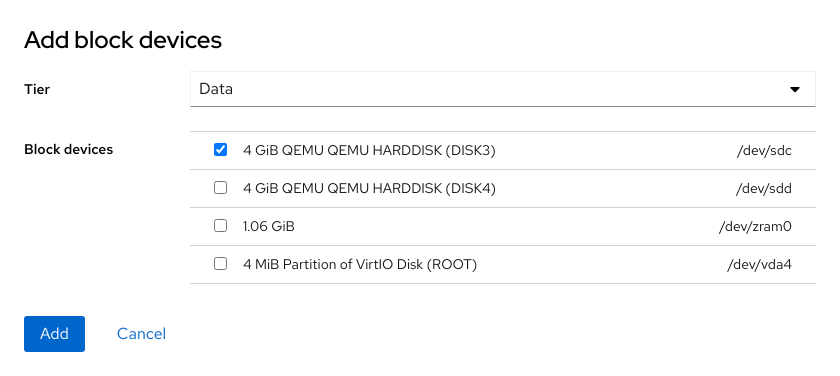 Add block devices
Tier Data
Block devices 4 GiB QEMU QEMU HARDDISK (DISK3) /dev/sdc
4 GiB QEMU QEMU HARDDISK (DISK4) /dev/sdd
1.06 GiB /dev/zram0
4 MiB Partition of VirtIO Disk (ROOT) /dev/vda4
Add Cancel